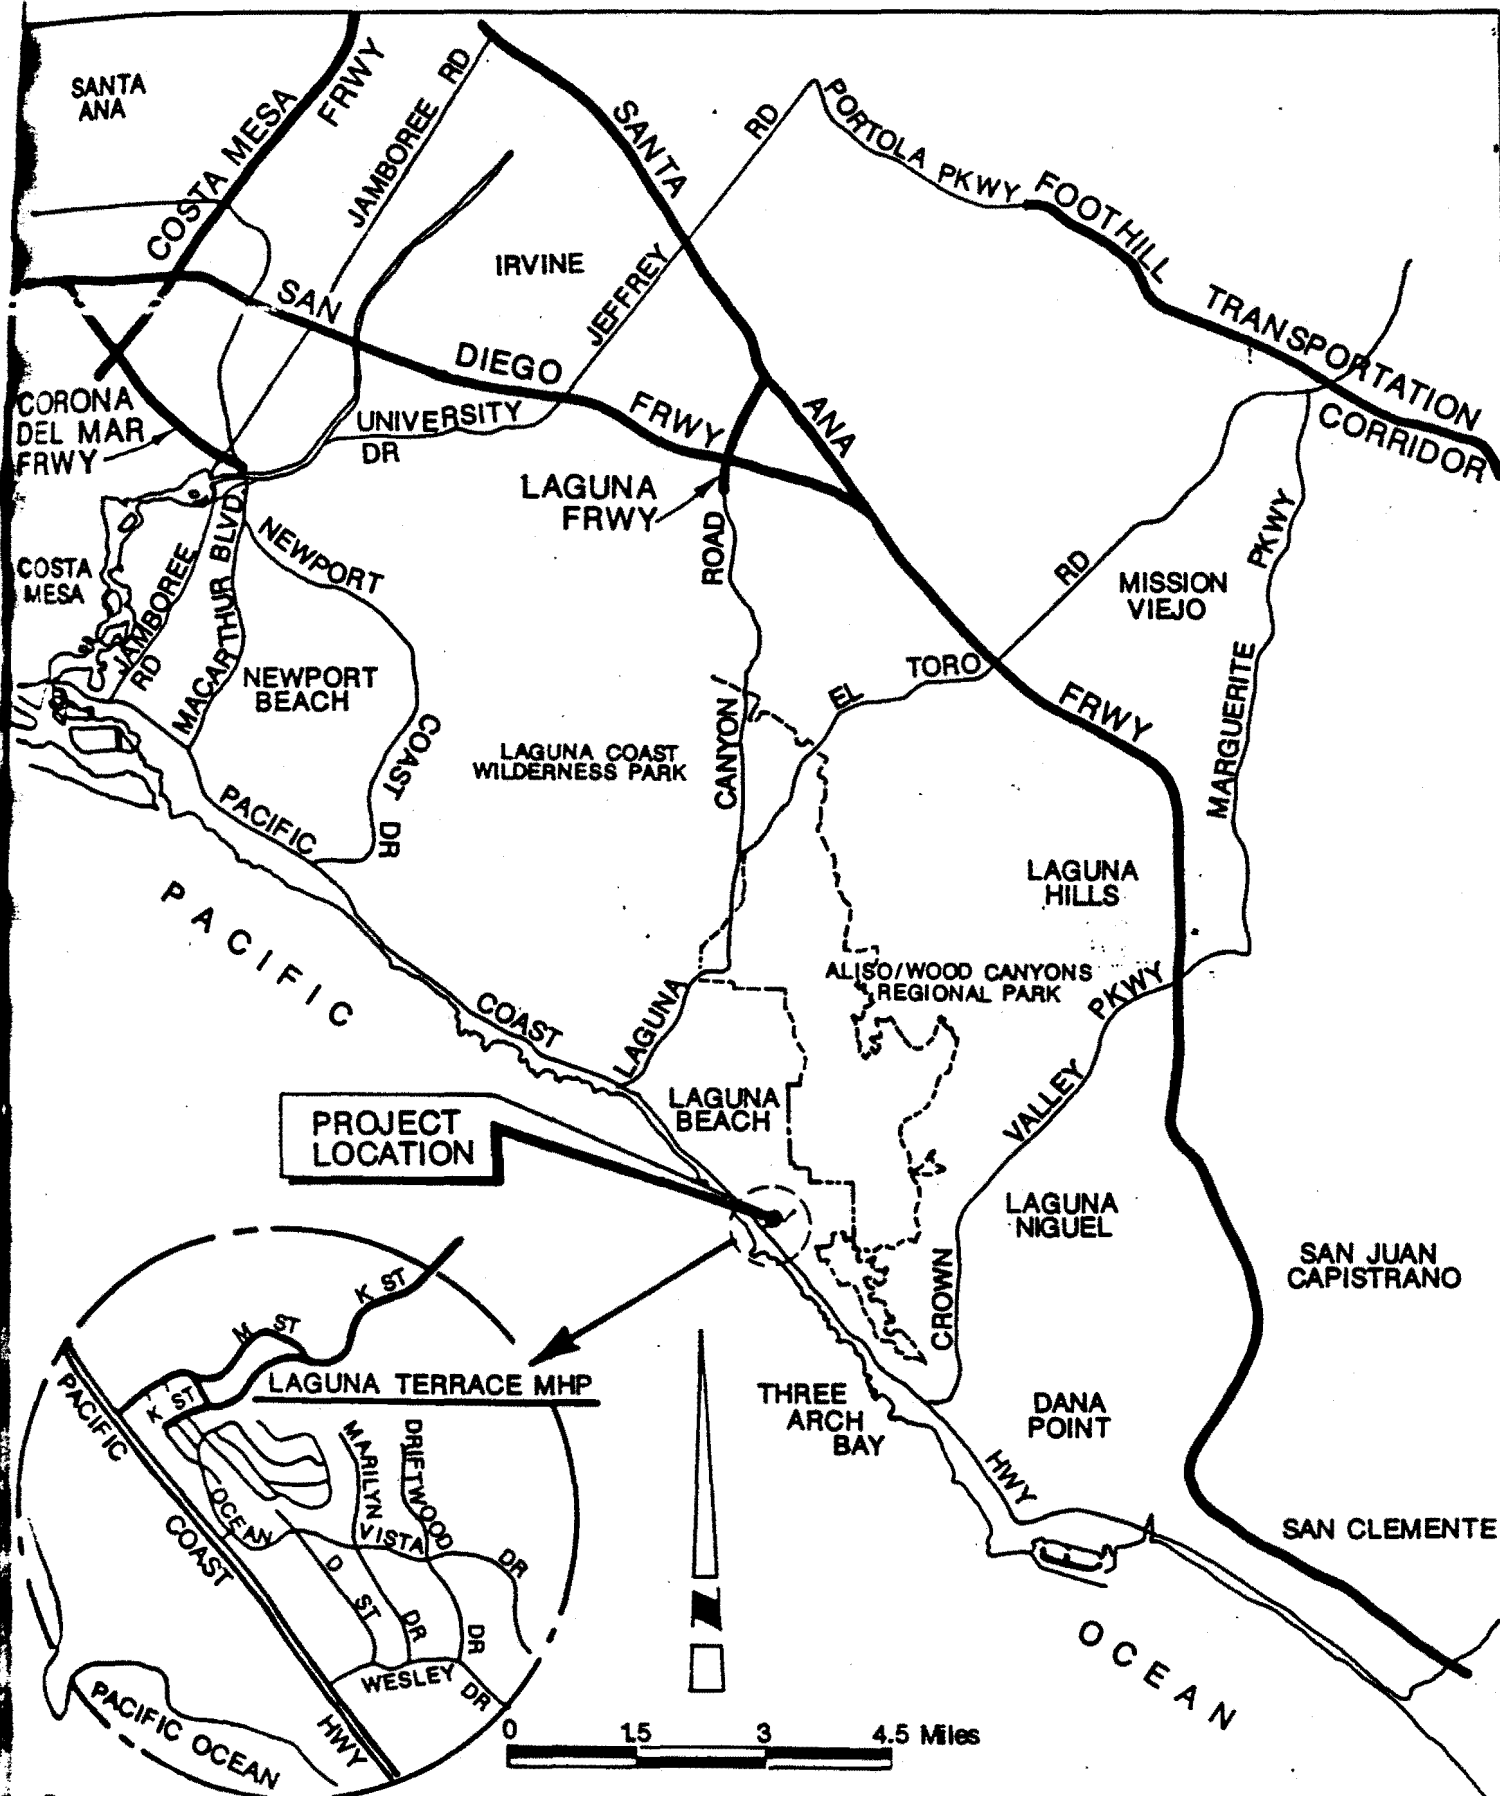 SANTA
ANA
COSTA MESA FRWY
JAMBOREE RD
SANTA ANA FRWY
JEFFREY RD
PORTOLA PKWY
FOOTHILL TRANSPORTATION CORRIDOR
IRVINE
SAN DIEGO FRWY
CORONA
DEL MAR
FRWY
UNIVERSITY
DR
LAGUNA
FRWY
COSTA
MESA
JAMBOREE
RD
MACARTHUR BLVD
NEWPORT COAST DR
NEWPORT
BEACH
LAGUNA COAST
WILDERNESS PARK
LAGUNA CANYON ROAD
EL TORO RD
MISSION
VIEJO
MARGUERITE PKWY
PACIFIC COAST HWY
LAGUNA
HILLS
ALISO/WOOD CANYONS
REGIONAL PARK
CROWN VALLEY PKWY
PACIFIC OCEAN
LAGUNA
BEACH
PROJECT
LOCATION
LAGUNA
NIGUEL
SAN JUAN
CAPISTRANO
THREE
ARCH
BAY
DANA
POINT
SAN CLEMENTE
K ST
M ST
LAGUNA TERRACE MHP
K ST
PACIFIC COAST HWY
MARILYN DR
DRIFTWOOD DR
OCEAN VISTA DR
D ST
WESLEY DR
PACIFIC OCEAN
N
0 1.5 3 4.5 Miles